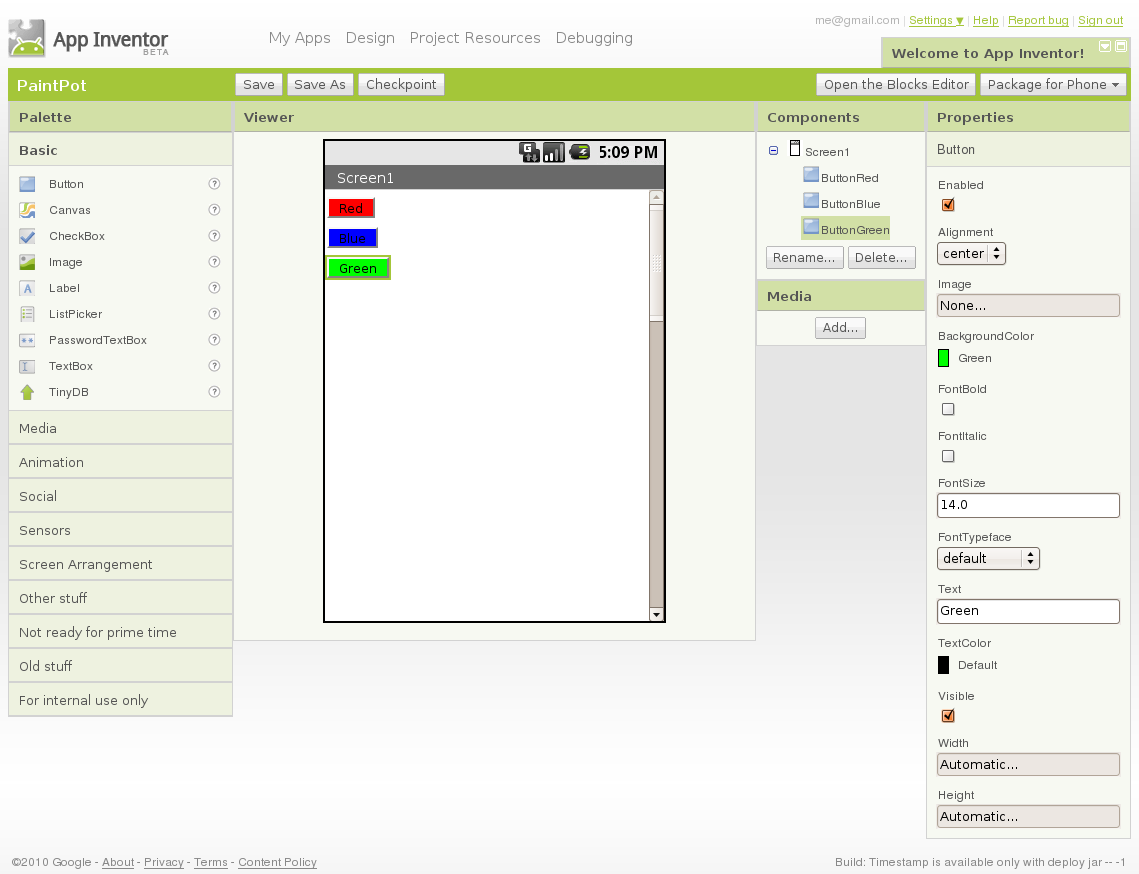 me@gmail.com | Settings ▼ | Help | Report bug | Sign out
App Inventor
BETA
My Apps Design Project Resources Debugging
Welcome to App Inventor!
PaintPot
Save Save As Checkpoint
Open the Blocks Editor Package for Phone
Palette
Basic
Button ?
Canvas ?
CheckBox ?
Image ?
A Label ?
ListPicker ?
PasswordTextBox ?
TextBox ?
TinyDB ?
Media
Animation
Social
Sensors
Screen Arrangement
Other stuff
Not ready for prime time
Old stuff
For internal use only
Viewer
G 5:09 PM
Screen1
Red
Blue
Green
Components
Screen1
ButtonRed
ButtonBlue
ButtonGreen
Rename... Delete...
Media
Add...
Properties
Button
Enabled
Alignment
center
Image
None...
BackgroundColor
Green
FontBold
FontItalic
FontSize
14.0
FontTypeface
default
Text
Green
TextColor
Default
Visible
Width
Automatic...
Height
Automatic...
©2010 Google - About - Privacy - Terms - Content Policy
Build: Timestamp is available only with deploy jar -- -1